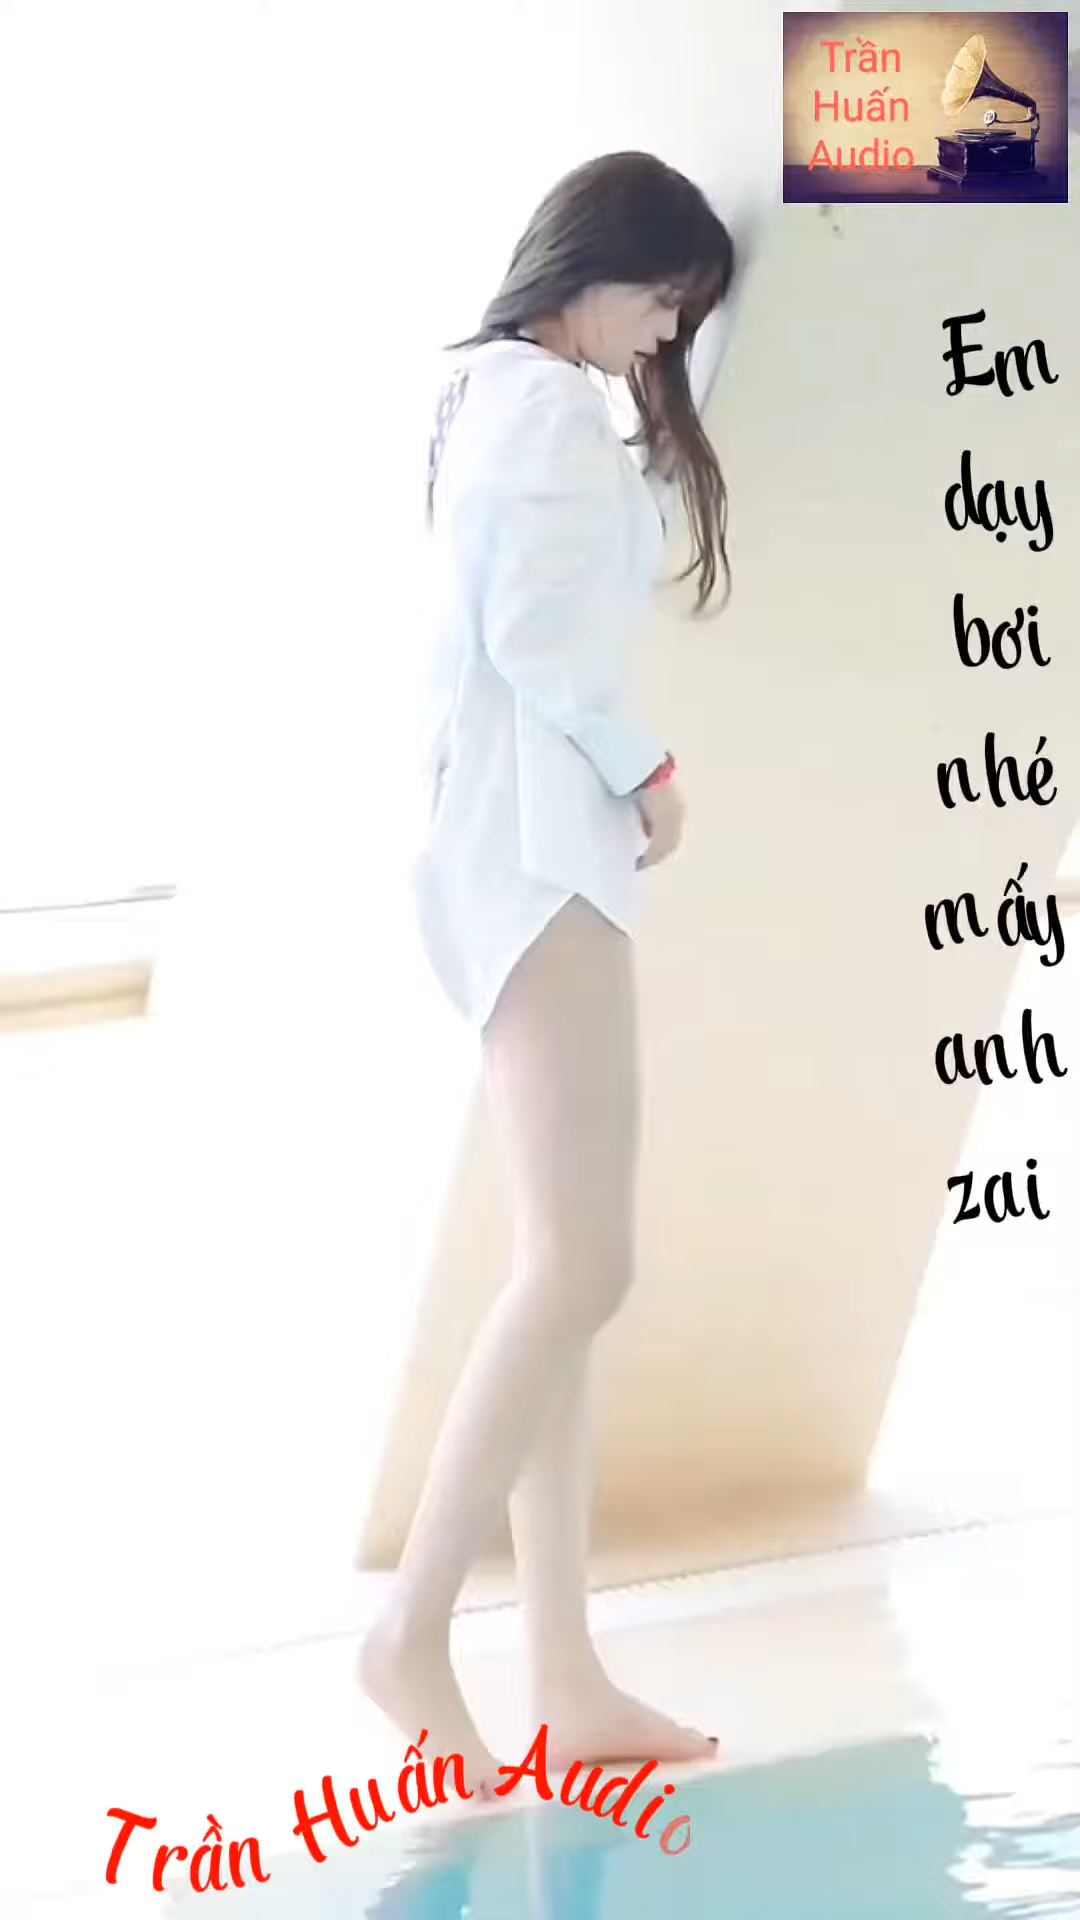 Trần
Huấn
Audio
Em
dạy
bơi
nhé
mấy
anh
zai
Trần Huấn Audio